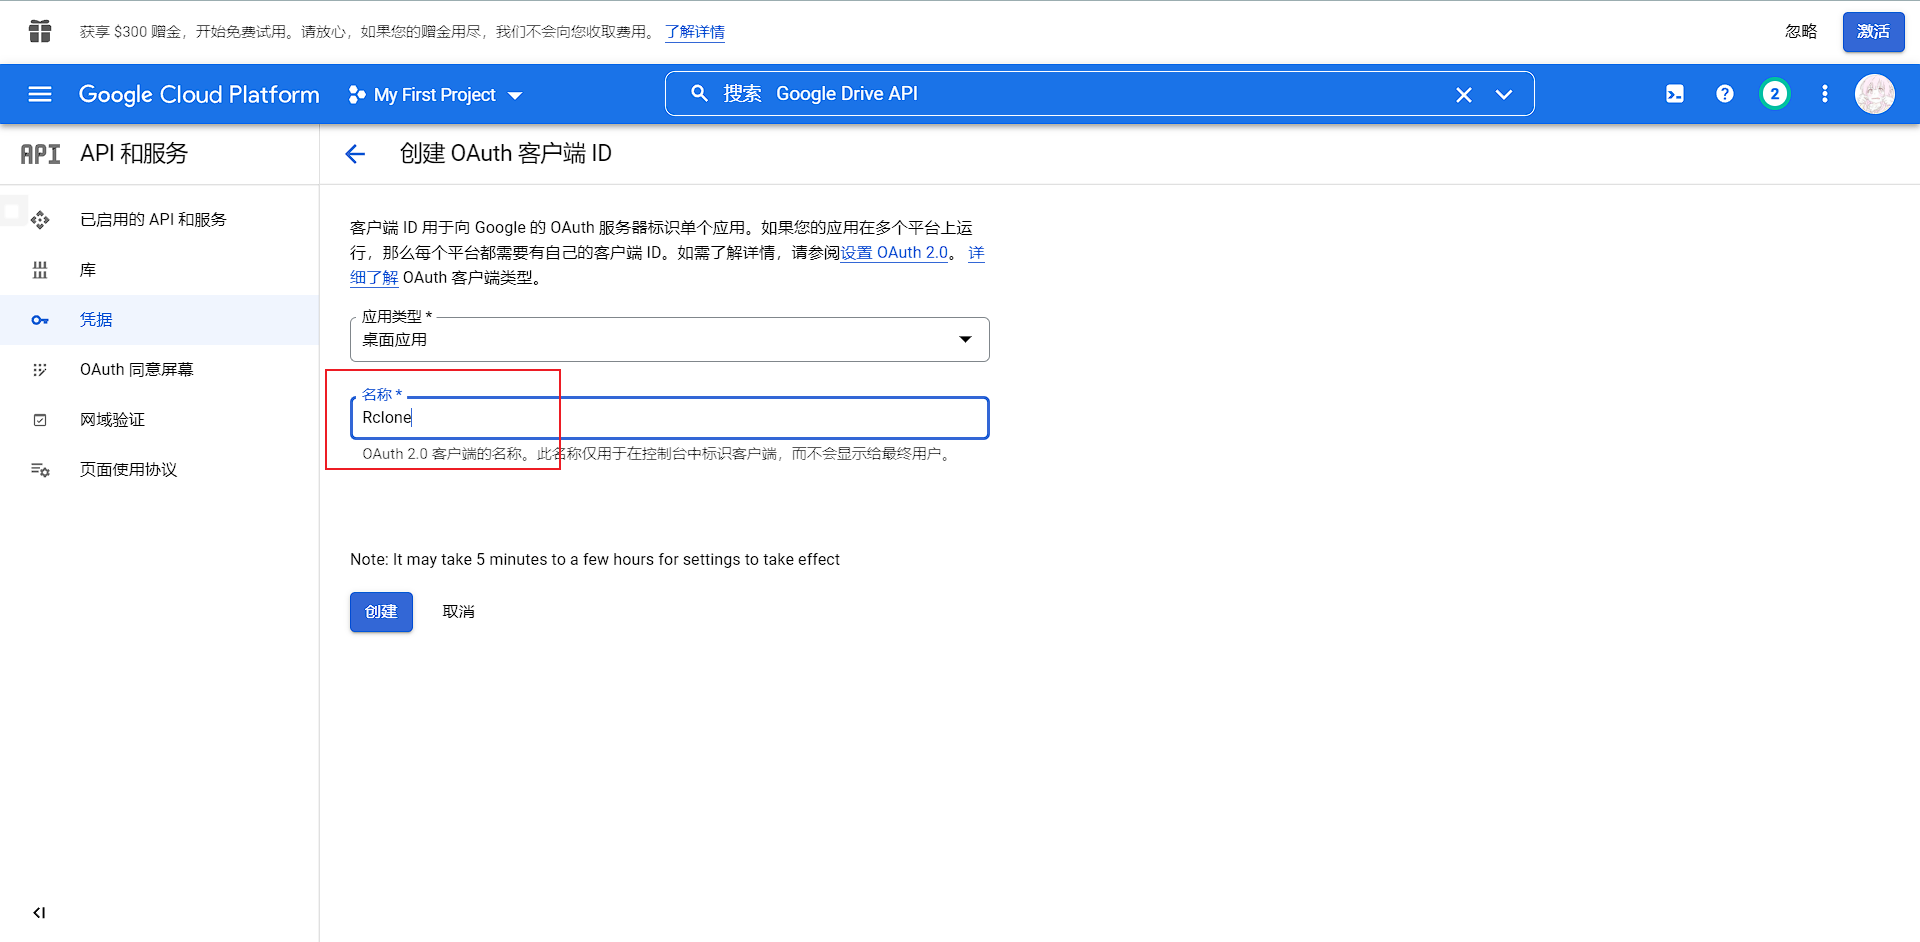 获享 $300 赠金，开始免费试用。请放心，如果您的赠金用尽，我们不会向您收取费用。 了解详情
忽略
激活
Google Cloud Platform
My First Project
搜索 Google Drive API
2
API API 和服务
创建 OAuth 客户端 ID
已启用的 API 和服务
库
凭据
OAuth 同意屏幕
网域验证
页面使用协议
客户端 ID 用于向 Google 的 OAuth 服务器标识单个应用。如果您的应用在多个平台上运
行，那么每个平台都需要有自己的客户端 ID。如需了解详情，请参阅设置 OAuth 2.0。 详
细了解 OAuth 客户端类型。
应用类型 *
桌面应用
名称 *
Rclone
OAuth 2.0 客户端的名称。此名称仅用于在控制台中标识客户端，而不会显示给最终用户。
Note: It may take 5 minutes to a few hours for settings to take effect
创建
取消